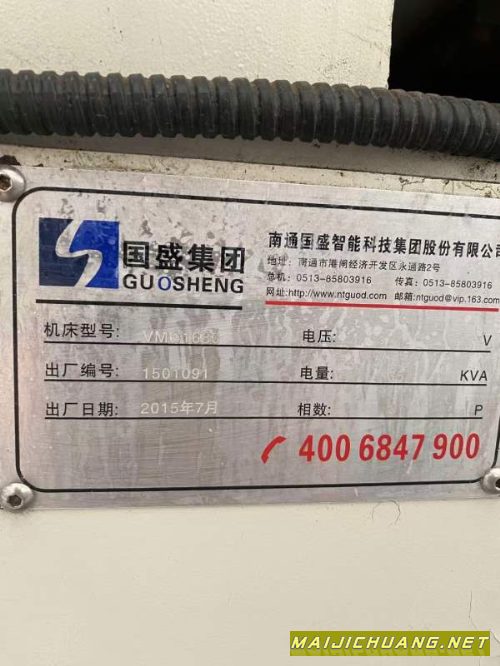 国盛集团
GUOSHENG
南通国盛智能科技集团股份有限公司
地址: 南通市港闸经济开发区永通路2号
总机: 0513-85803916 传真: 0513-85803916
网址:http://www.ntguod.com 邮箱:ntguod@vip.163.com
机床型号: 电压: V
出厂编号: 1501091 电量: KVA
出厂日期: 2015年7月 相数: P
400 6847 900
MAIJICHUANG.NET